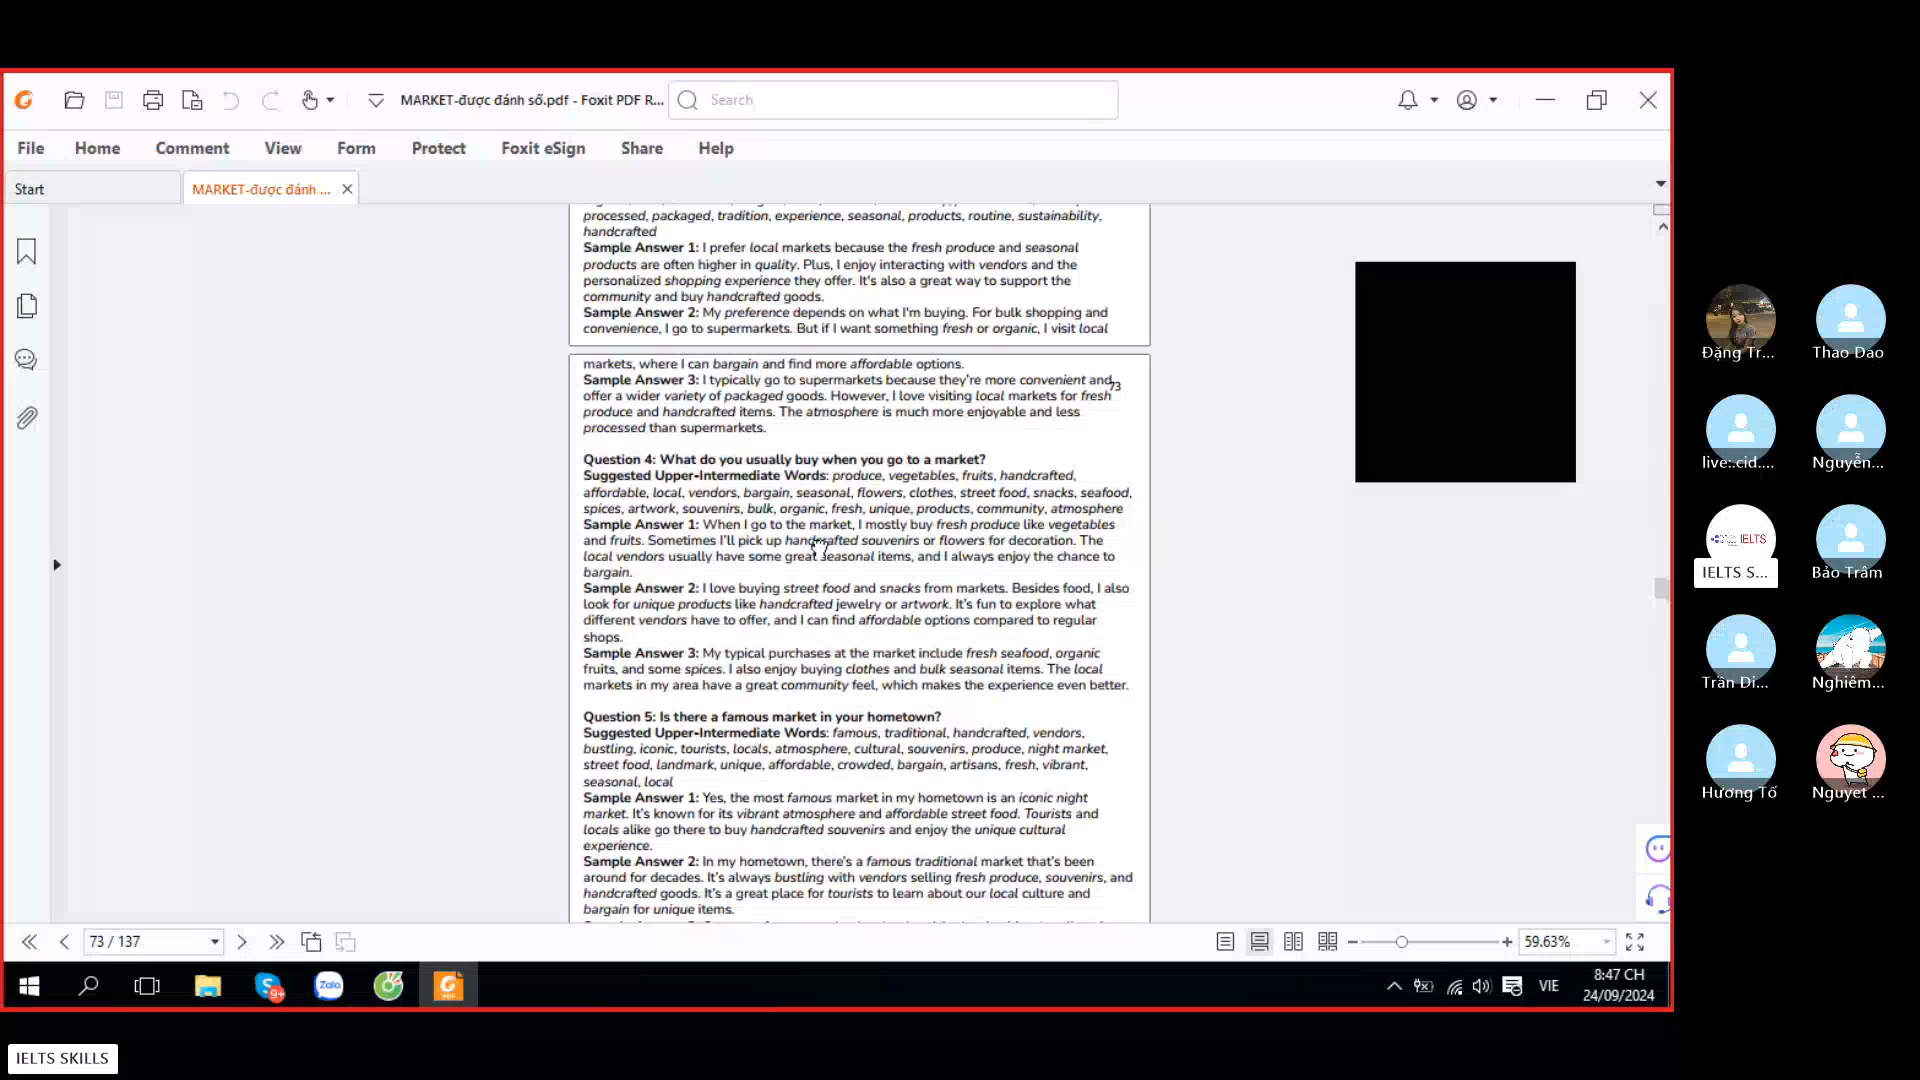 MARKET-được đánh số.pdf - Foxit PDF R...
Search
File Home Comment View Form Protect Foxit eSign Share Help
Start
MARKET-được đánh ...
processed, packaged, tradition, experience, seasonal, products, routine, sustainability,
handcrafted
Sample Answer 1: I prefer local markets because the fresh produce and seasonal
products are often higher in quality. Plus, I enjoy interacting with vendors and the
personalized shopping experience they offer. It's also a great way to support the
community and buy handcrafted goods.
Sample Answer 2: My preference depends on what I'm buying. For bulk shopping and
convenience, I go to supermarkets. But if I want something fresh or organic, I visit local
markets, where I can bargain and find more affordable options.
Sample Answer 3: I typically go to supermarkets because they're more convenient and
73
offer a wider variety of packaged goods. However, I love visiting local markets for fresh
produce and handcrafted items. The atmosphere is much more enjoyable and less
processed than supermarkets.
Question 4: What do you usually buy when you go to a market?
Suggested Upper-Intermediate Words: produce, vegetables, fruits, handcrafted,
affordable, local, vendors, bargain, seasonal, flowers, clothes, street food, snacks, seafood,
spices, artwork, souvenirs, bulk, organic, fresh, unique, products, community, atmosphere
Sample Answer 1: When I go to the market, I mostly buy fresh produce like vegetables
and fruits. Sometimes I'll pick up handcrafted souvenirs or flowers for decoration. The
local vendors usually have some great seasonal items, and I always enjoy the chance to
bargain.
Sample Answer 2: I love buying street food and snacks from markets. Besides food, I also
look for unique products like handcrafted jewelry or artwork. It's fun to explore what
different vendors have to offer, and I can find affordable options compared to regular
shops.
Sample Answer 3: My typical purchases at the market include fresh seafood, organic
fruits, and some spices. I also enjoy buying clothes and bulk seasonal items. The local
markets in my area have a great community feel, which makes the experience even better.
Question 5: Is there a famous market in your hometown?
Suggested Upper-Intermediate Words: famous, traditional, handcrafted, vendors,
bustling, iconic, tourists, locals, atmosphere, cultural, souvenirs, produce, night market,
street food, landmark, unique, affordable, crowded, bargain, artisans, fresh, vibrant,
seasonal, local
Sample Answer 1: Yes, the most famous market in my hometown is an iconic night
market. It's known for its vibrant atmosphere and affordable street food. Tourists and
locals alike go there to buy handcrafted souvenirs and enjoy the unique cultural
experience.
Sample Answer 2: In my hometown, there's a famous traditional market that's been
around for decades. It's always bustling with vendors selling fresh produce, souvenirs, and
handcrafted goods. It's a great place for tourists to learn about our local culture and
bargain for unique items.
73 / 137
59.63%
Zalo
9+
VIE
8:47 CH
24/09/2024
Đặng Tr...
Thao Dao
live:.cid....
Nguyễn...
IELTS
IELTS S...
Bảo Trâm
Trần Di...
Nghiêm...
Hương Tố
Nguyet ...
IELTS SKILLS